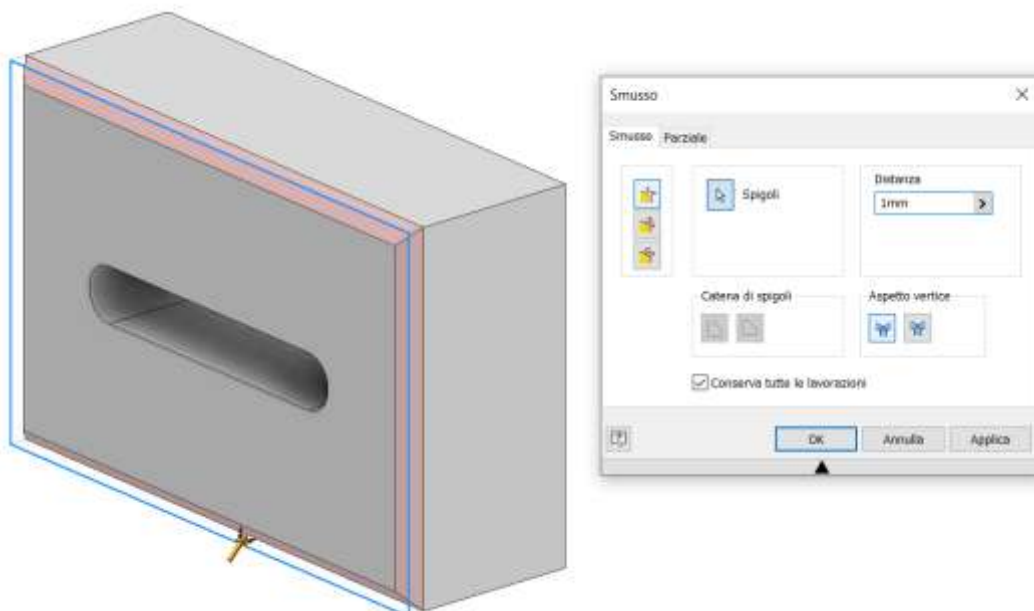 Smusso
Smusso Parziale
Spigoli
Distanza
1mm
Catena di spigoli
Aspetto vertice
Conserva tutte le lavorazioni
OK Annulla Applica